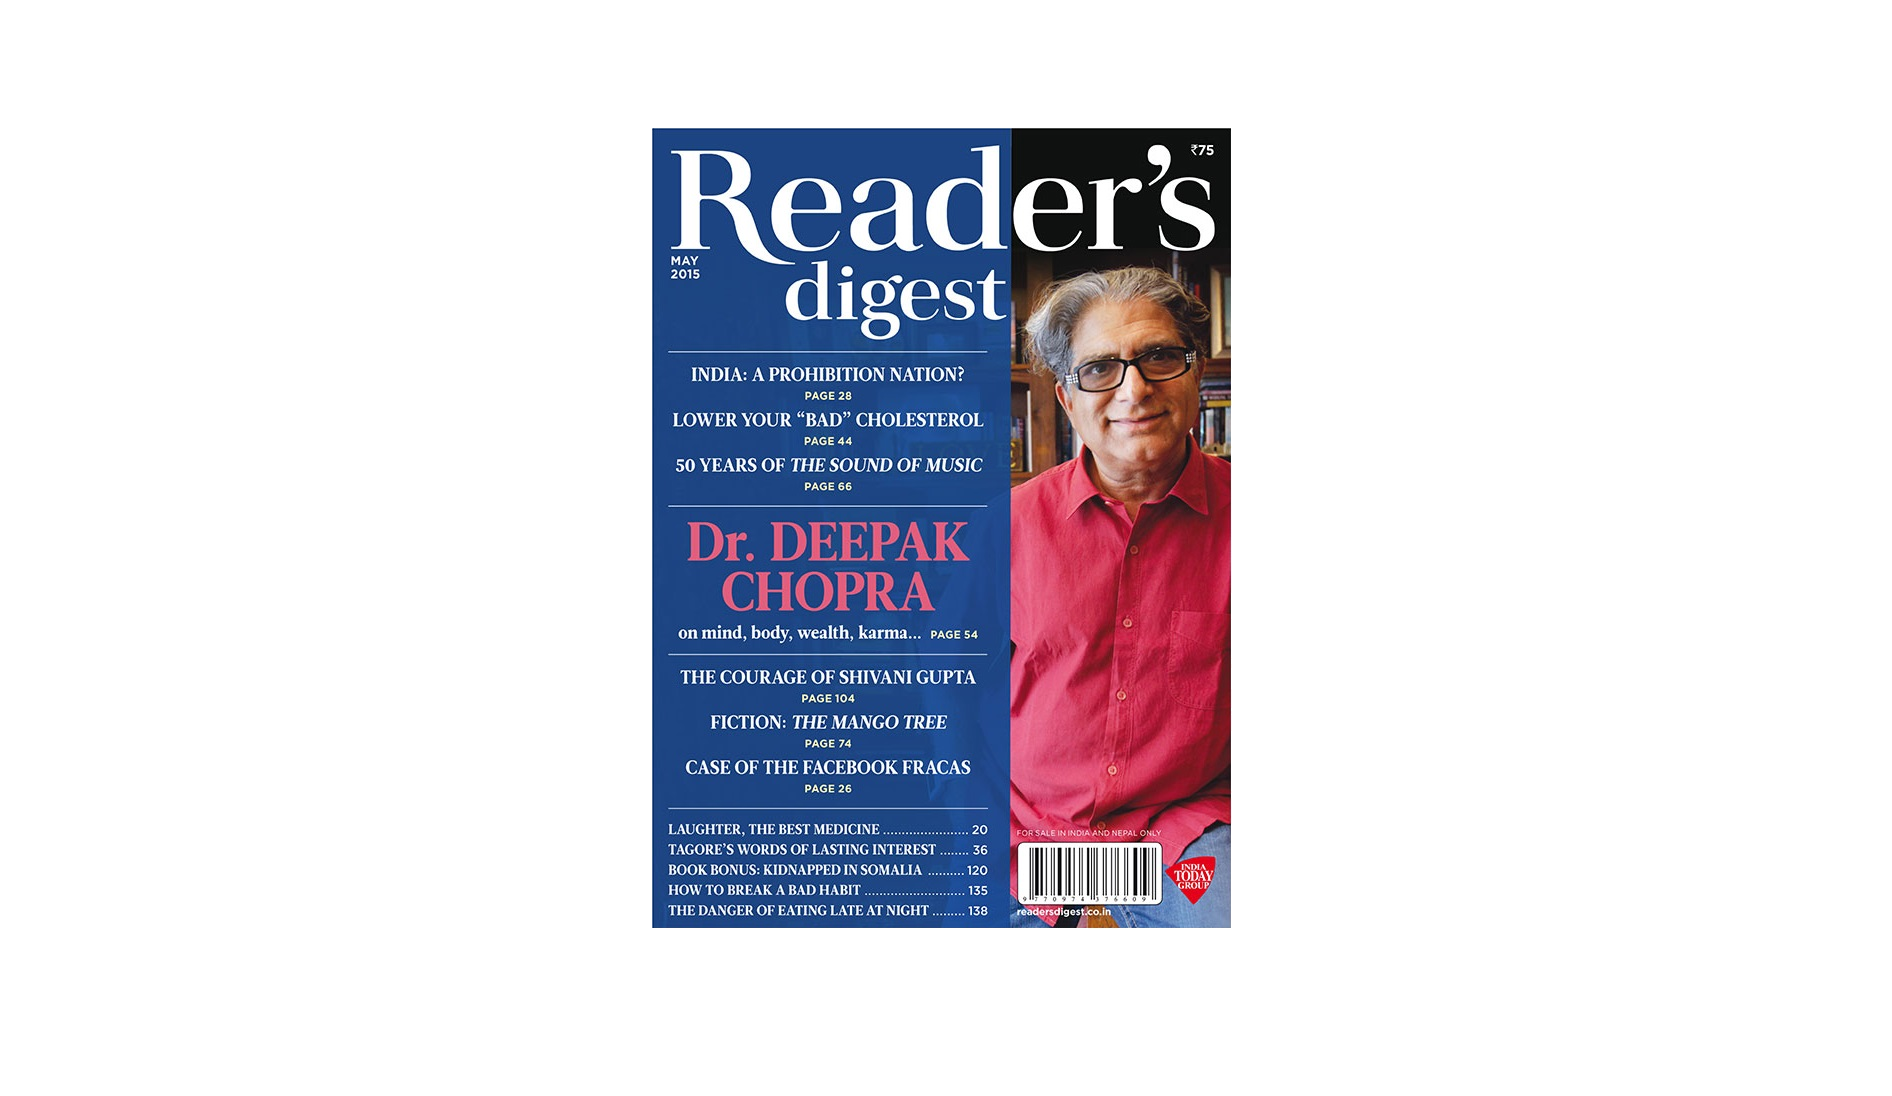 Reader's
₹75
MAY
2015
digest
INDIA: A PROHIBITION NATION?
PAGE 28
LOWER YOUR “BAD” CHOLESTEROL
PAGE 44
50 YEARS OF THE SOUND OF MUSIC
PAGE 66
Dr. DEEPAK
CHOPRA
on mind, body, wealth, karma... PAGE 54
THE COURAGE OF SHIVANI GUPTA
PAGE 104
FICTION: THE MANGO TREE
PAGE 74
CASE OF THE FACEBOOK FRACAS
PAGE 26
LAUGHTER, THE BEST MEDICINE ....................... 20
TAGORE’S WORDS OF LASTING INTEREST ........ 36
BOOK BONUS: KIDNAPPED IN SOMALIA .......... 120
HOW TO BREAK A BAD HABIT ........................... 135
THE DANGER OF EATING LATE AT NIGHT ......... 138
FOR SALE IN INDIA AND NEPAL ONLY
9 770974 376609
readersdigest.co.in
INDIA
TODAY
GROUP